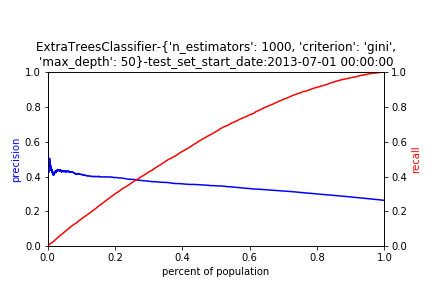 ExtraTreesClassifier-{'n_estimators': 1000, 'criterion': 'gini',
'max_depth': 50}-test_set_start_date:2013-07-01 00:00:00
1.0
0.8
0.6
0.4
0.2
0.0
precision
1.0
0.8
0.6
0.4
0.2
0.0
recall
0.0 0.2 0.4 0.6 0.8 1.0
percent of population